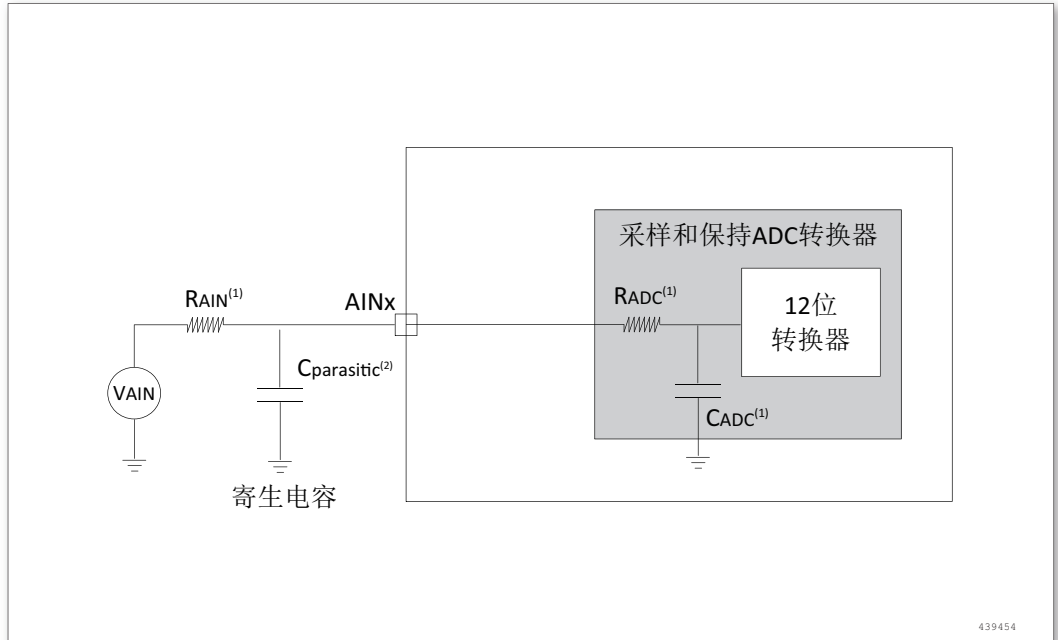 采样和保持ADC转换器
RAIN(1)
AINx
RADC(1)
12位
转换器
Cparasitic(2)
VAIN
CADC(1)
寄生电容
439454